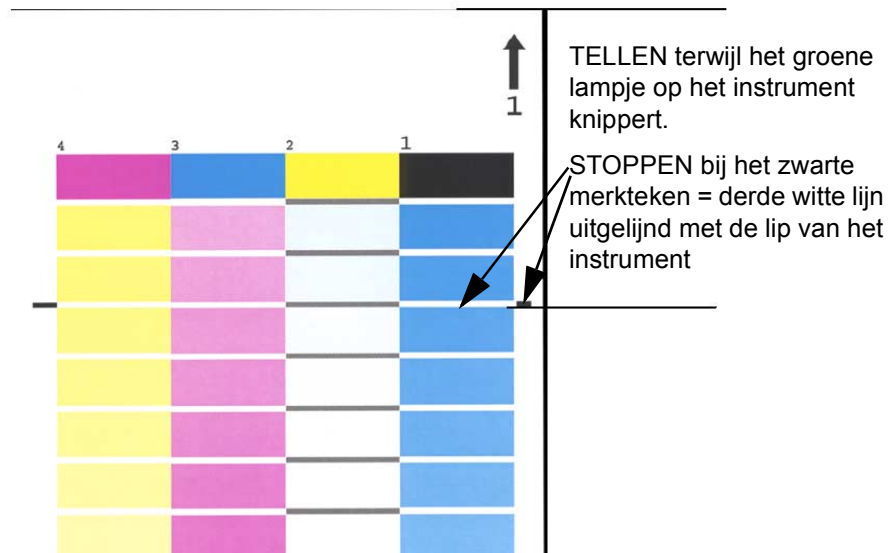 TELLEN terwijl het groene
lampje op het instrument
knippert.
1
STOPPEN bij het zwarte
merkteken = derde witte lijn
uitgelijnd met de lip van het
instrument
4 3 2 1